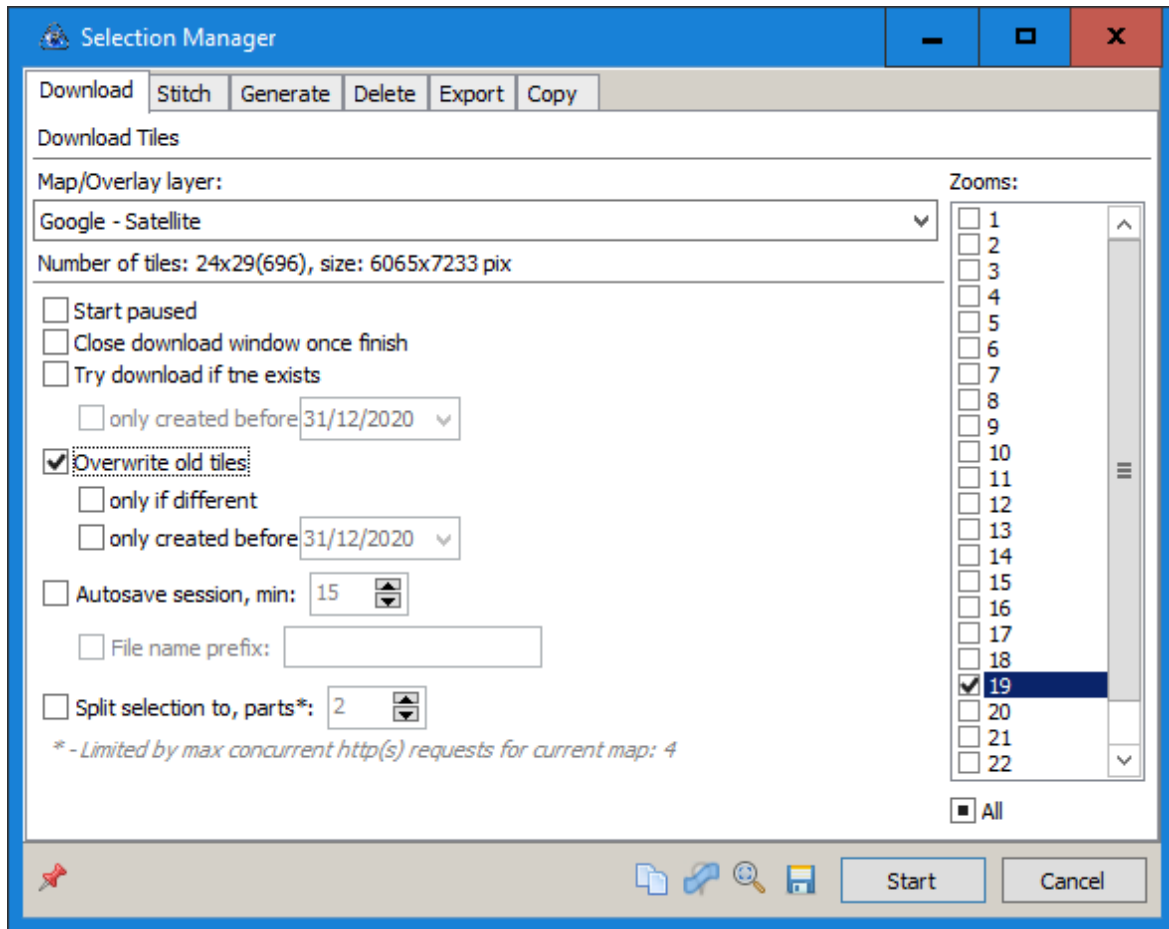 Selection Manager
Download Stitch Generate Delete Export Copy
Download Tiles
Map/Overlay layer:
Google - Satellite
Number of tiles: 24x29(696), size: 6065x7233 pix
Start paused
Close download window once finish
Try download if tne exists
only created before 31/12/2020
Overwrite old tiles
only if different
only created before 31/12/2020
Autosave session, min: 15
File name prefix:
Split selection to, parts*: 2
* - Limited by max concurrent http(s) requests for current map: 4
Zooms:
1
2
3
4
5
6
7
8
9
10
11
12
13
14
15
16
17
18
19
20
21
22
All
Start Cancel